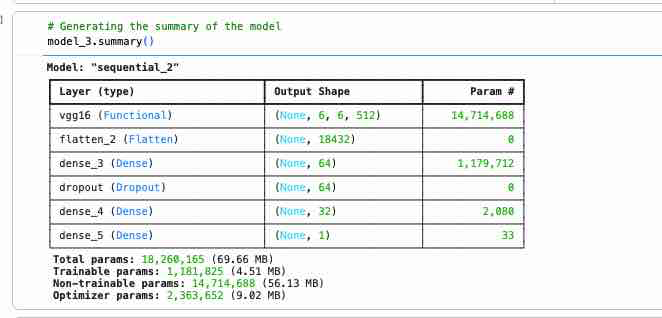 # Generating the summary of the model
model_3.summary()
Model: "sequential_2"
Layer (type) Output Shape Param #
vgg16 (Functional) (None, 6, 6, 512) 14,714,688
flatten_2 (Flatten) (None, 18432) 0
dense_3 (Dense) (None, 64) 1,179,712
dropout (Dropout) (None, 64) 0
dense_4 (Dense) (None, 32) 2,080
dense_5 (Dense) (None, 1) 33
Total params: 18,260,165 (69.66 MB)
Trainable params: 1,181,825 (4.51 MB)
Non-trainable params: 14,714,688 (56.13 MB)
Optimizer params: 2,363,652 (9.02 MB)